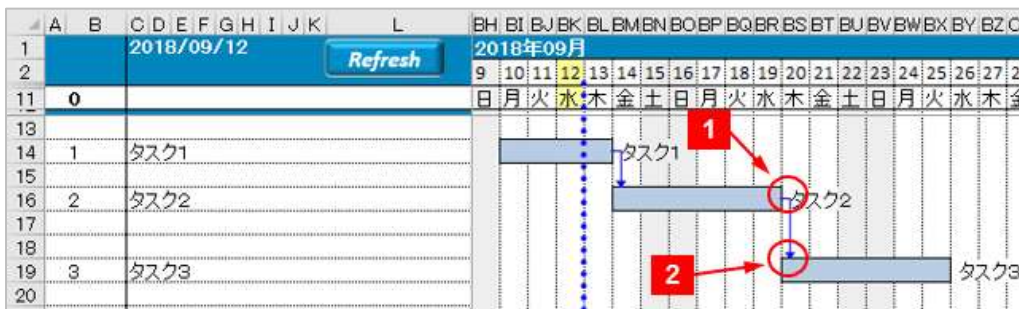 A B C D E F G H I J K L BH BI BJ BK BL BM BN BO BP BQ BR BS BT BU BV BW BX BY BZ
1 2018/09/12 Refresh 2018年09月
2 9 10 11 12 13 14 15 16 17 18 19 20 21 22 23 24 25 26 27
11 0 日 月 火 水 木 金 土 日 月 火 水 木 金 土 日 月 火 水 木 金
13 1
14 1 タスク1 タスク1
15
16 2 タスク2 タスク2
17
18
19 3 タスク3 2 タスク3
20